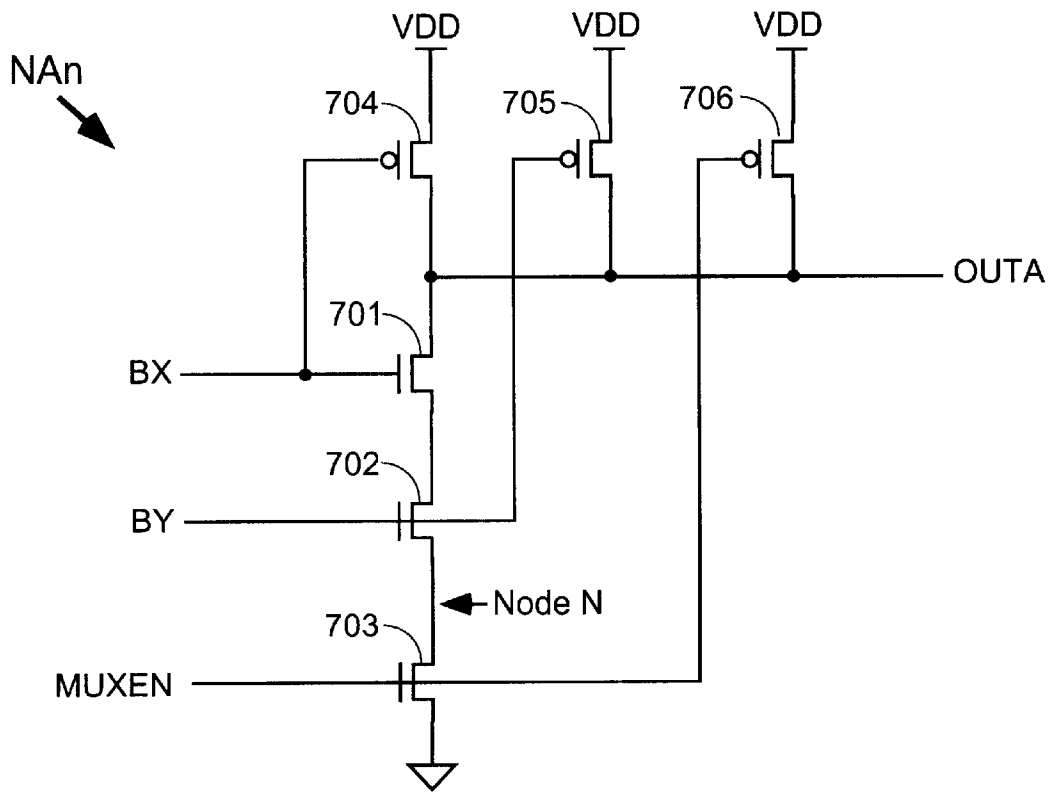 VDD VDD VDD
NAn
704 705 706
OUTA
701
BX
702
BY
Node N
703
MUXEN